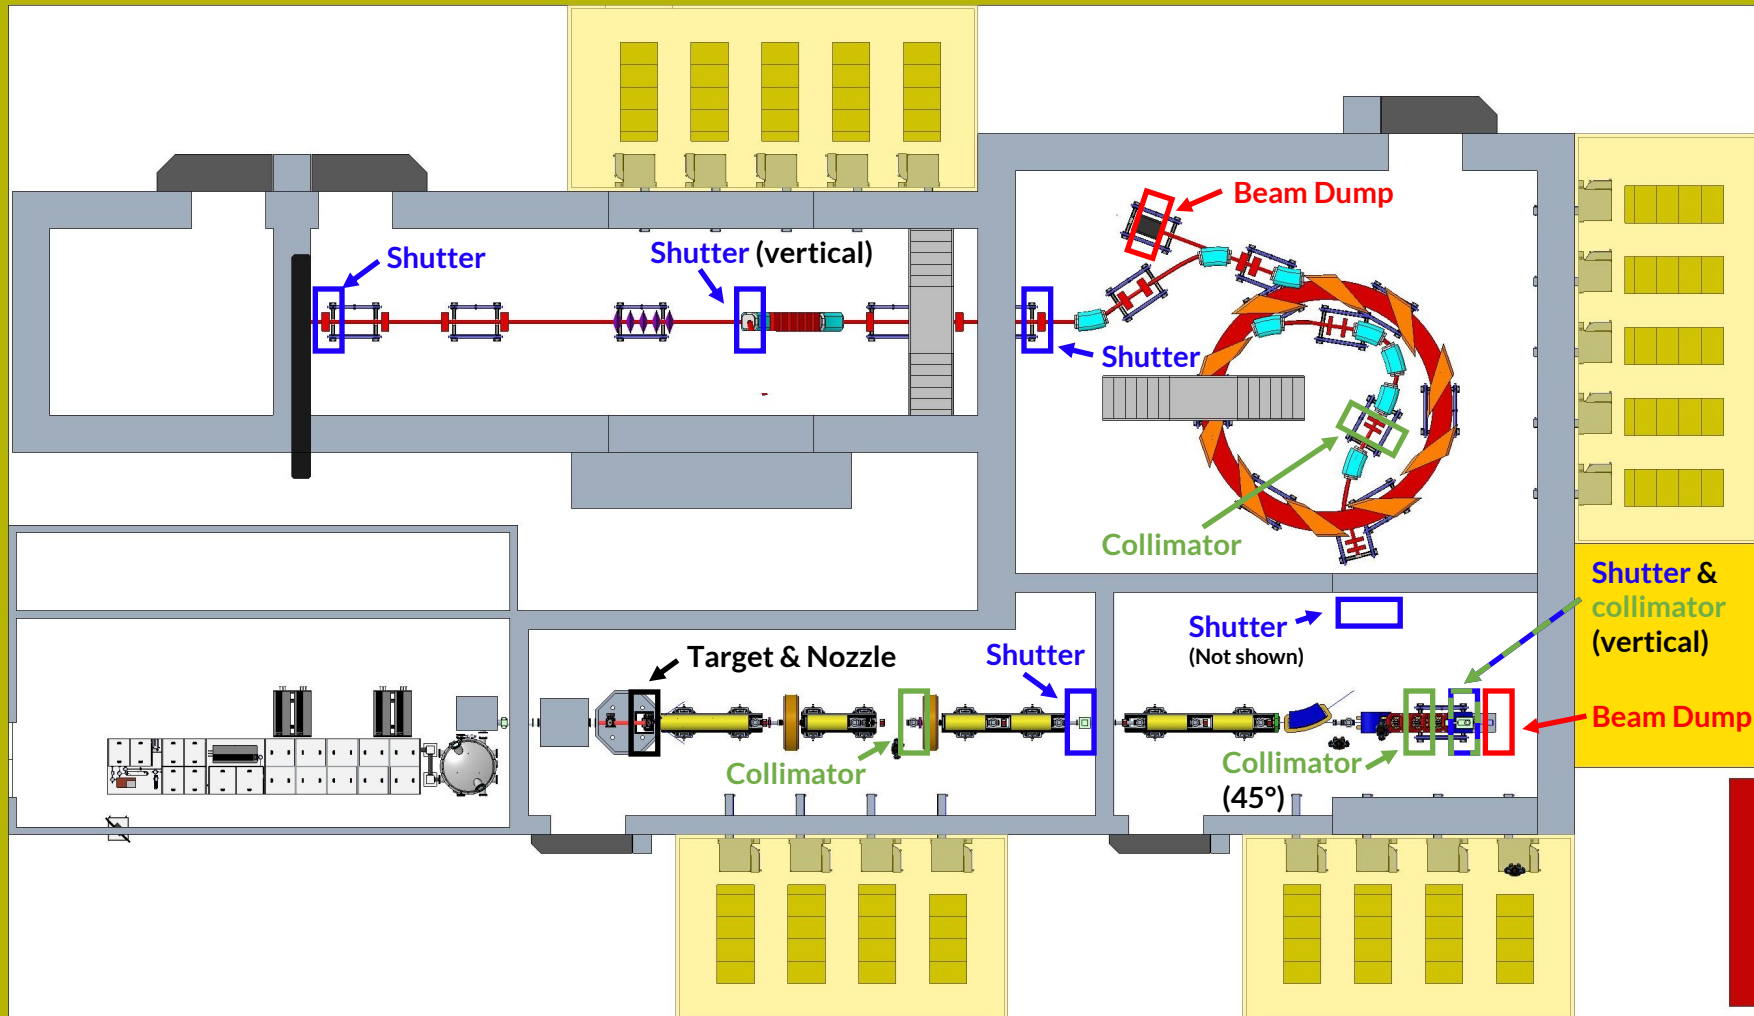 Beam Dump
Shutter
Shutter (vertical)
Shutter
Collimator
Shutter &
collimator
(vertical)
Shutter
(Not shown)
Target & Nozzle
Shutter
Beam Dump
Collimator
Collimator
(45°)